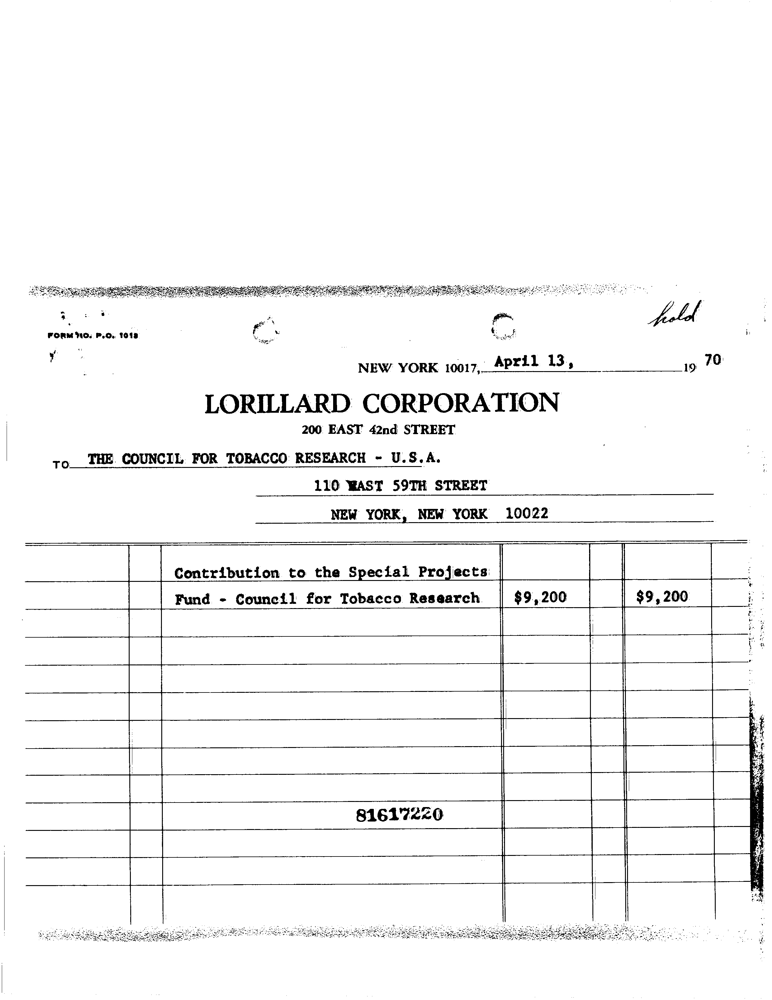 hold
FORM NO. P.O. 1018
NEW YORK 10017, April 13, 19 70
LORILLARD CORPORATION
200 EAST 42nd STREET
TO THE COUNCIL FOR TOBACCO RESEARCH - U.S.A.
110 EAST 59TH STREET
NEW YORK, NEW YORK 10022
Contribution to the Special Projects
Fund - Council for Tobacco Research $9,200 $9,200
81617220